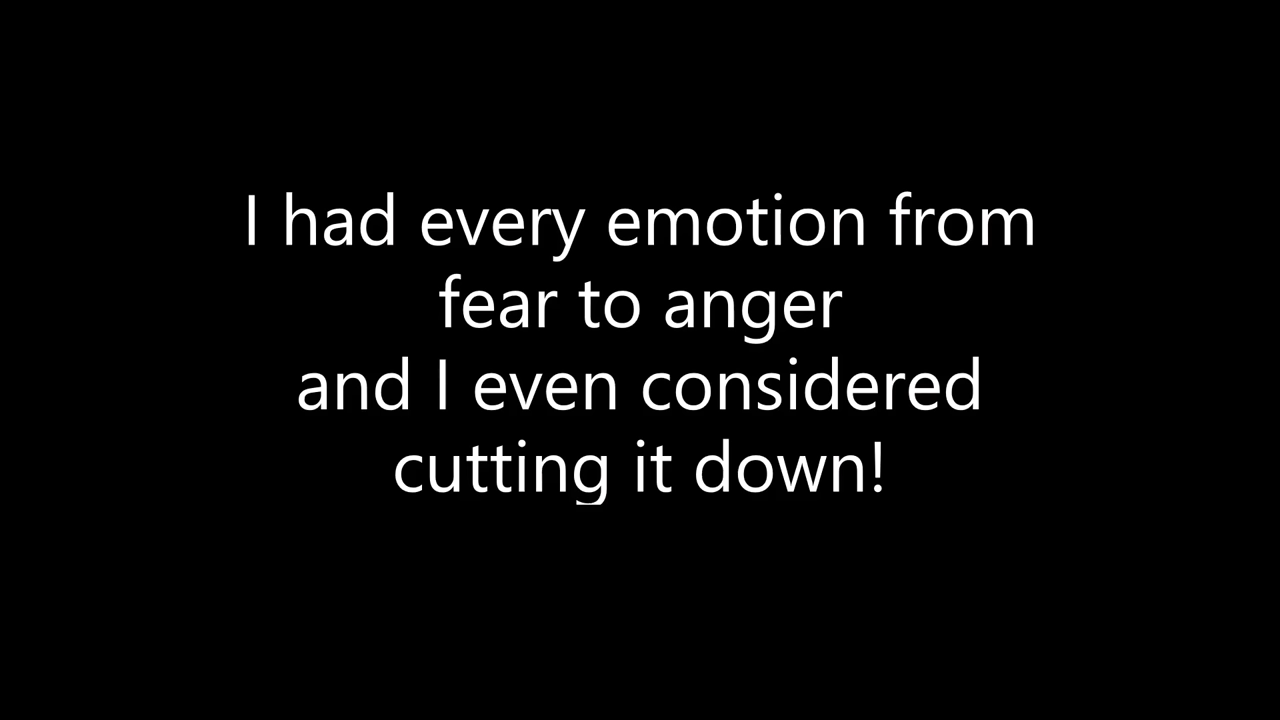 I had every emotion from
fear to anger
and I even considered
cutting it down!